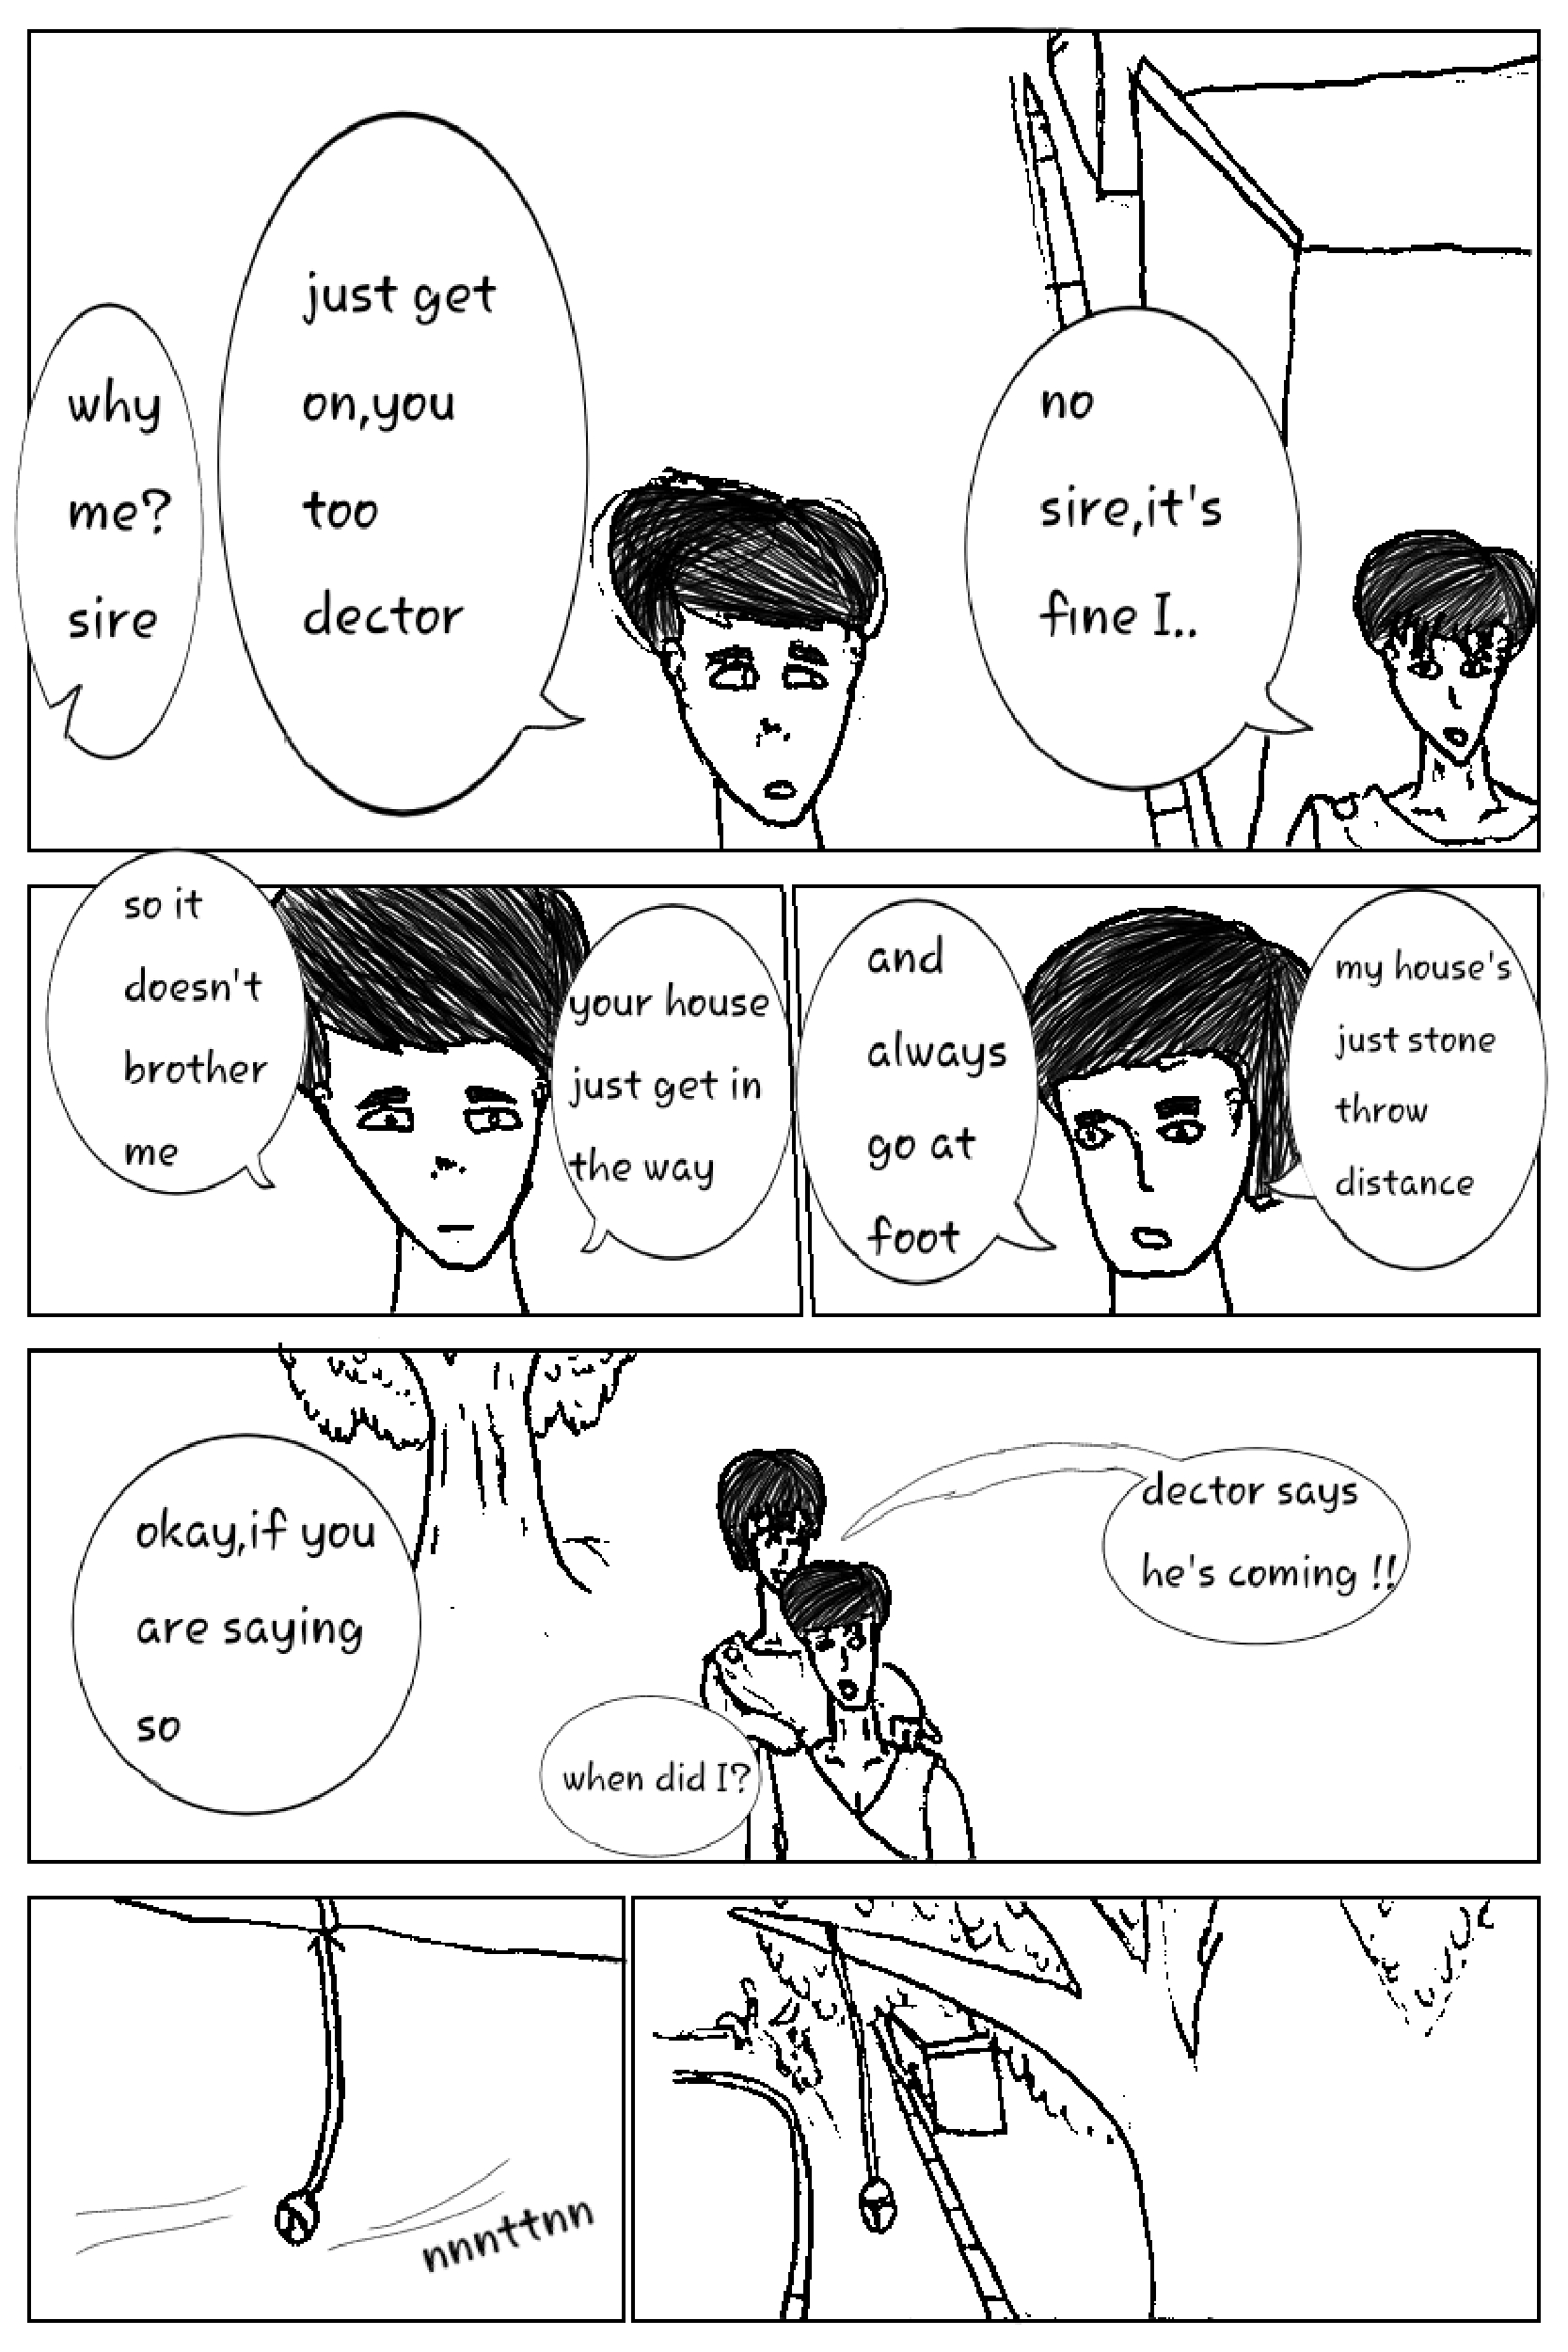 no
sire,it's
fine I..
just get
on,you
too
dector
why
me?
sire
my house's
just stone
throw
distance
and
always
go at
foot
your house
just get in
the way
so it
doesn't
brother
me
dector says
he's coming !!
when did I?
okay,if you
are saying
so
nnnttnn